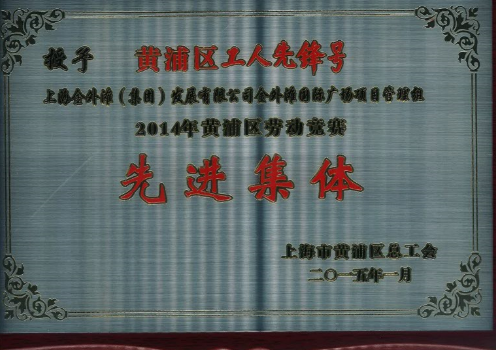 授予 黄浦区工人先锋号
上海金外滩（集团）发展有限公司金外滩国际广场项目管理组
2014年黄浦区劳动竞赛
先进集体
上海市黄浦区总工会
二〇一五年一月